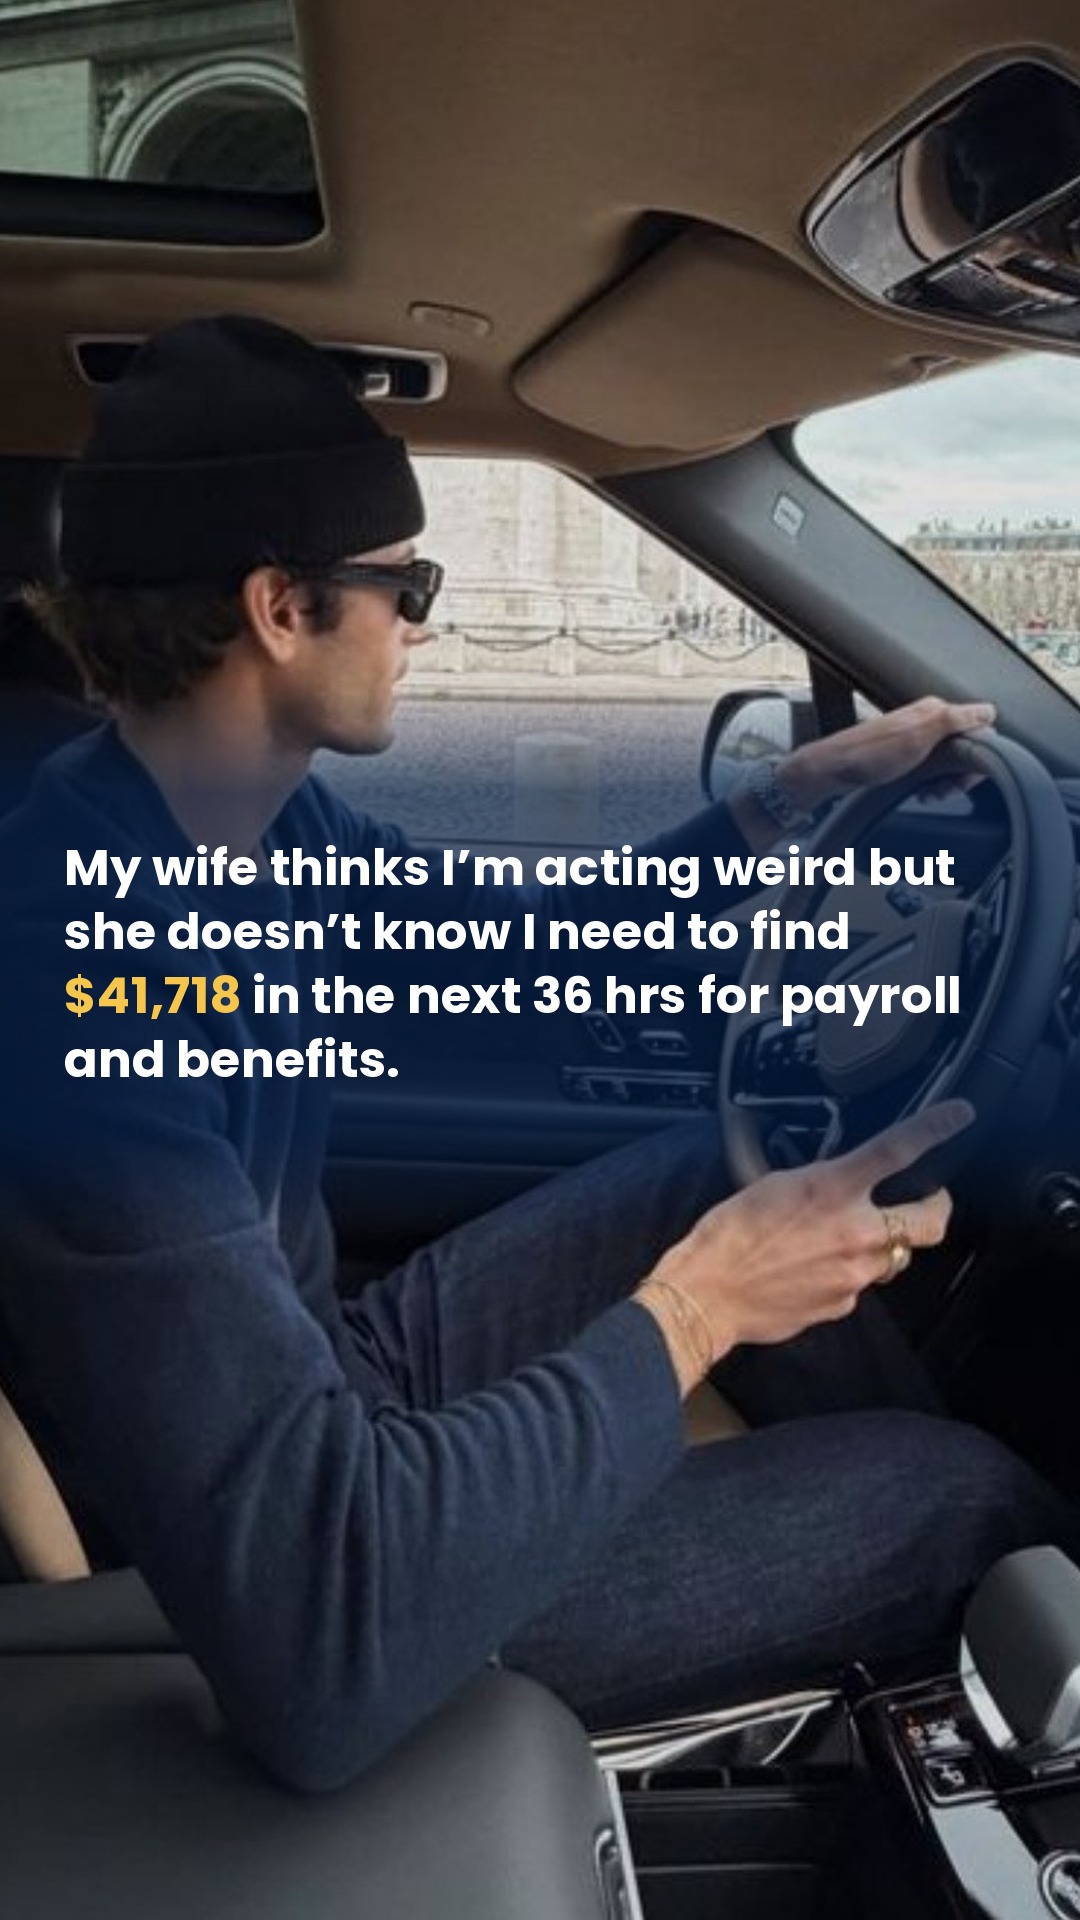 My wife thinks I’m acting weird but
she doesn’t know I need to find
$41,718 in the next 36 hrs for payroll
and benefits.